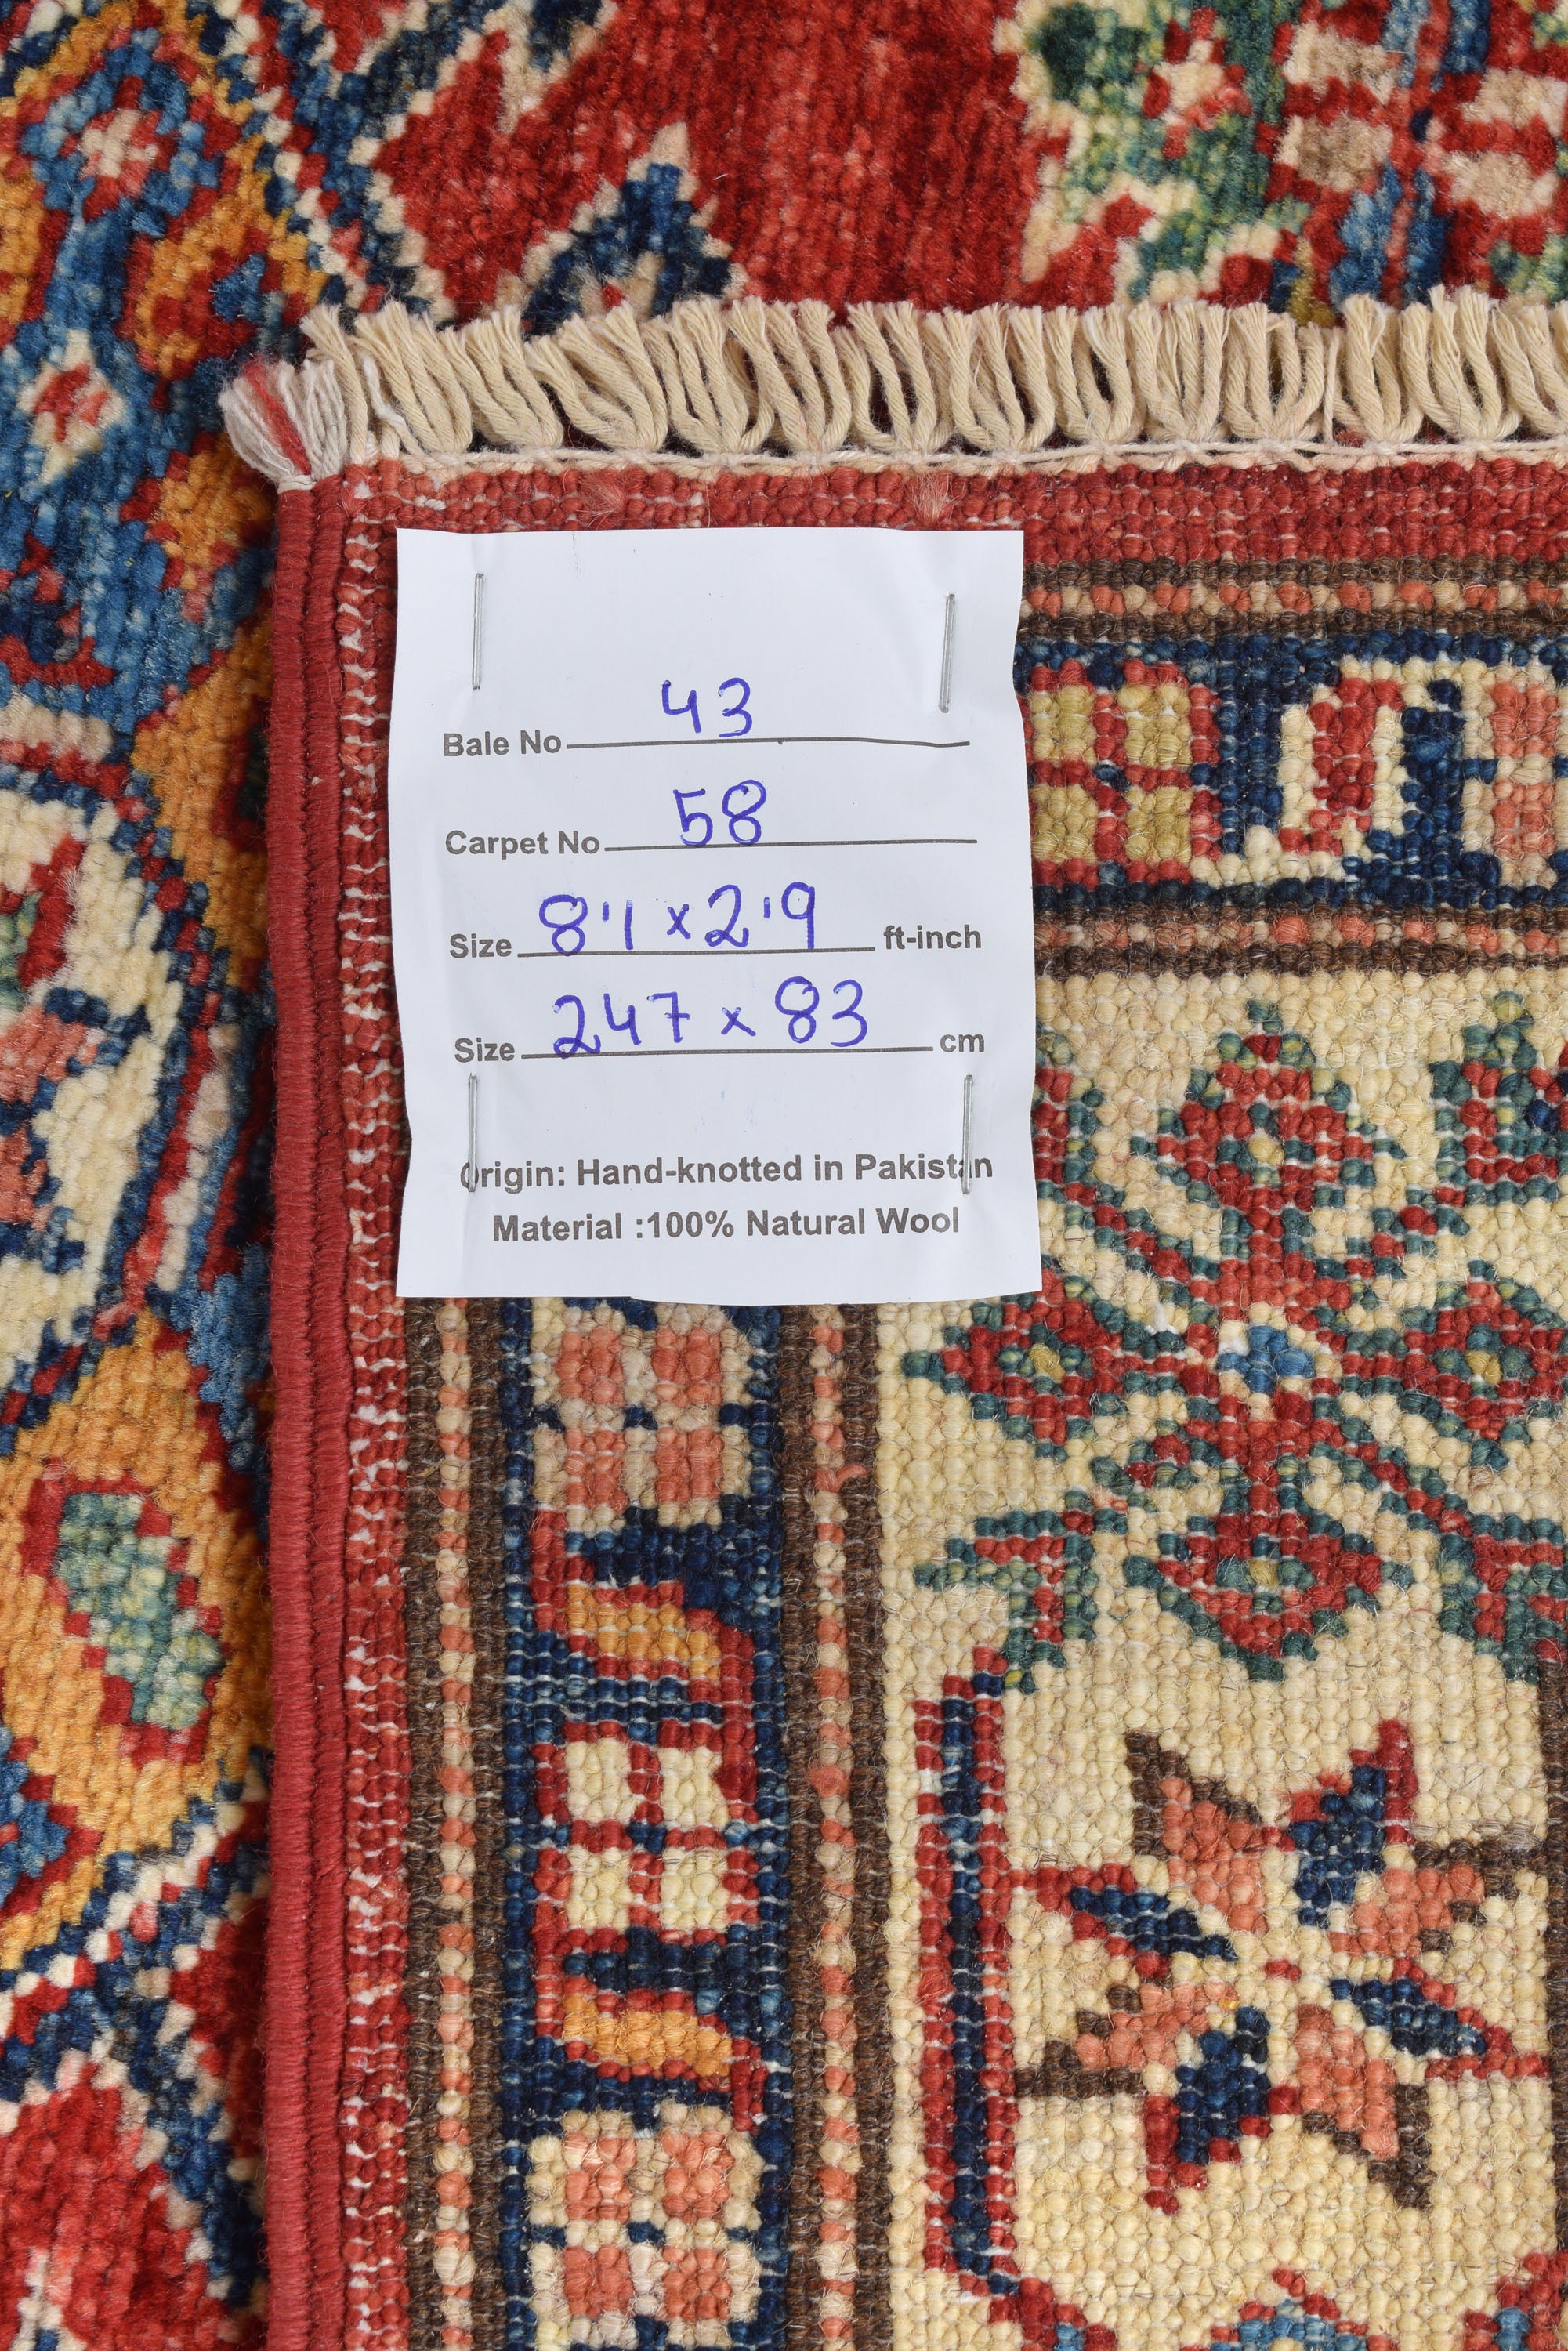 Bale No 43
Carpet No 58
Size 8'1 x 2'9 ft-inch
Size 247 x 83 cm
Origin: Hand-knotted in Pakistan
Material :100% Natural Wool